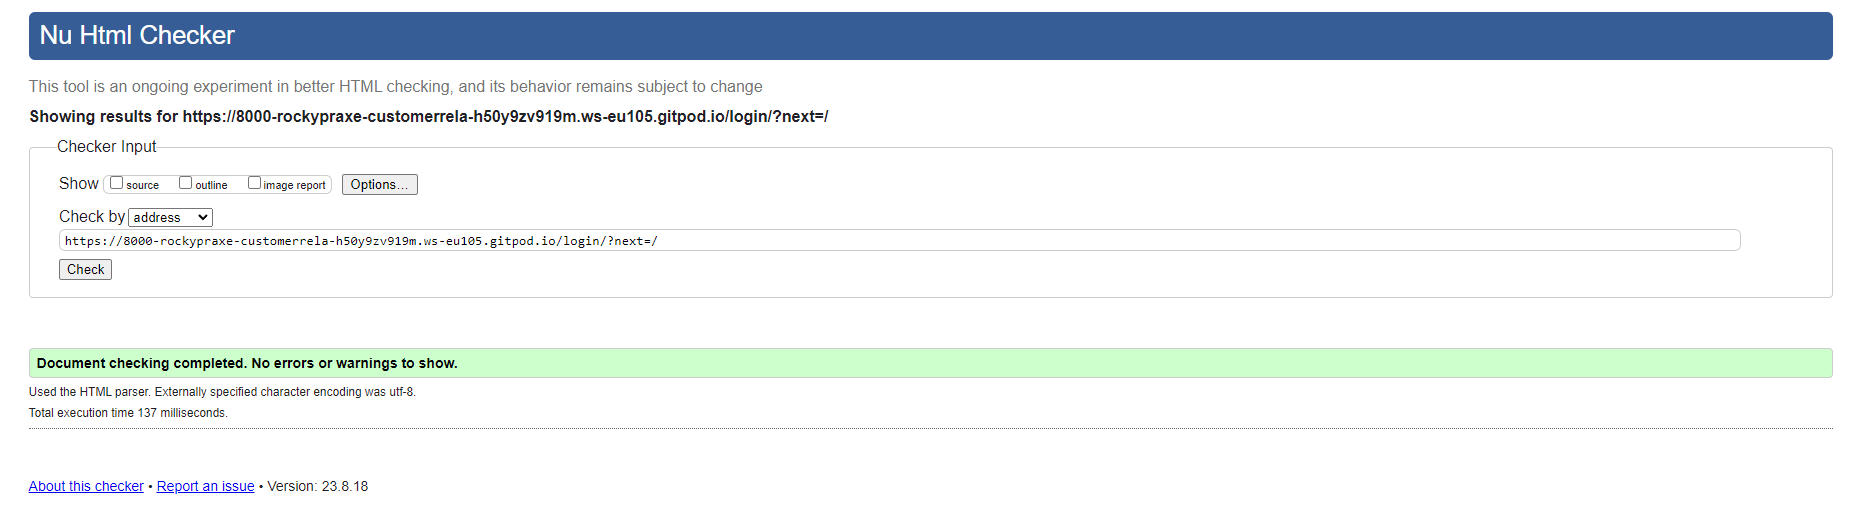 Nu Html Checker
This tool is an ongoing experiment in better HTML checking, and its behavior remains subject to change
Showing results for https://8000-rockypraxe-customerrela-h50y9zv919m.ws-eu105.gitpod.io/login/?next=/
Checker Input
Show source outline image report Options...
Check by address
https://8000-rockypraxe-customerrela-h50y9zv919m.ws-eu105.gitpod.io/login/?next=/
Check
Document checking completed. No errors or warnings to show.
Used the HTML parser. Externally specified character encoding was utf-8.
Total execution time 137 milliseconds.
About this checker • Report an issue • Version: 23.8.18